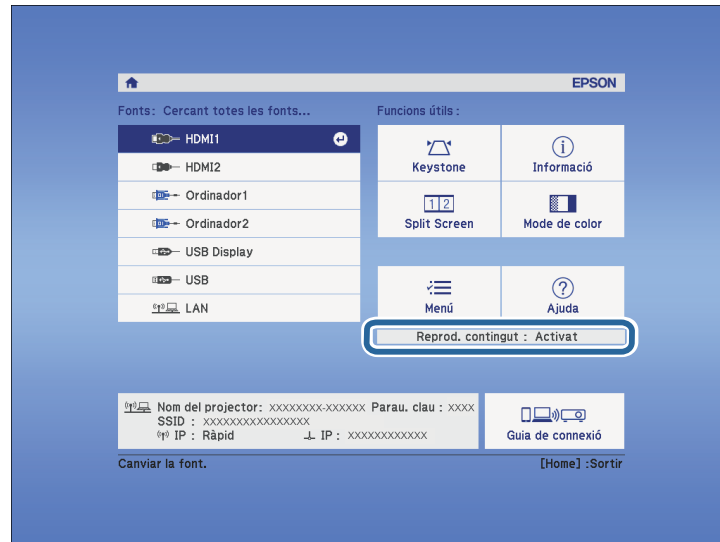 EPSON
Fonts: Cercant totes les fonts...
HDMI1
HDMI2
Ordinador1
Ordinador2
USB Display
USB
LAN
Funcions útils :
Keystone
Informació
1 2
Split Screen
Mode de color
Menú
Ajuda
Reprod. contingut : Activat
Nom del projector: XXXXXXXX-XXXXXX Parau. clau : XXXX
SSID : XXXXXXXXXXXXXXX
IP : Ràpid IP : XXXXXXXXXXXX
Guia de connexió
Canviar la font. [Home] :Sortir